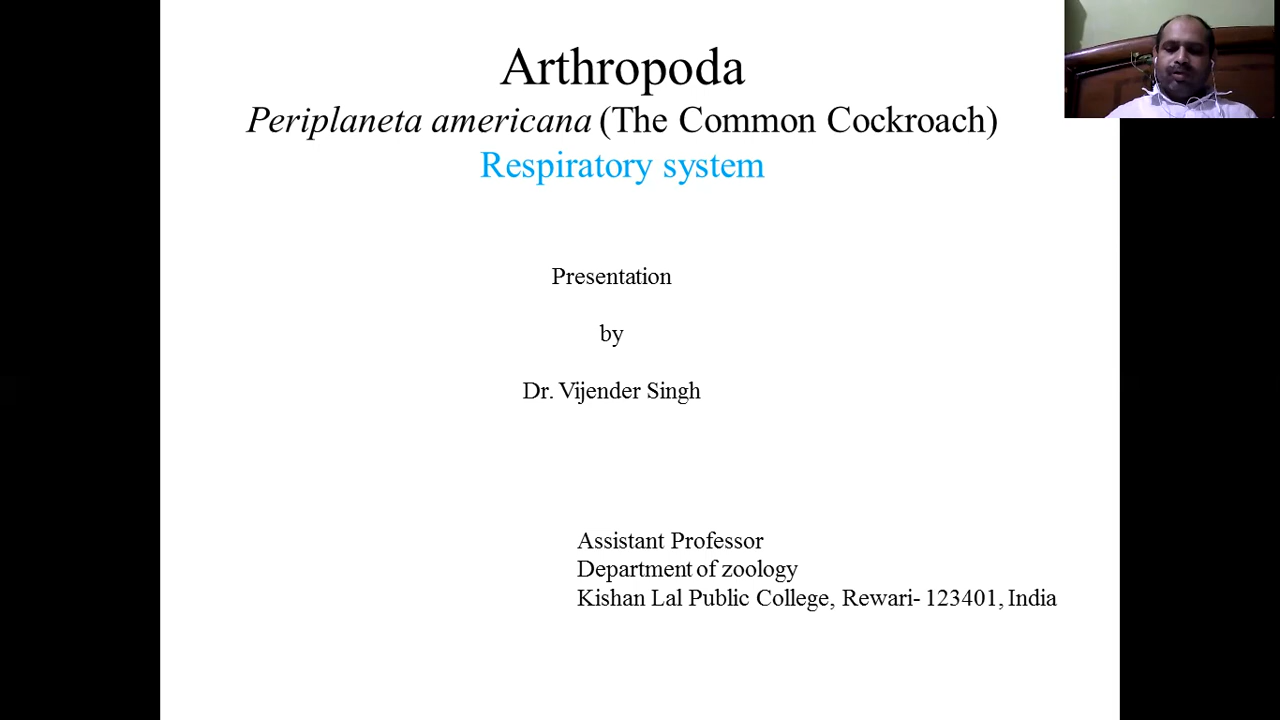 Arthropoda
Periplaneta americana (The Common Cockroach)
Respiratory system
Presentation
by
Dr. Vijender Singh
Assistant Professor
Department of zoology
Kishan Lal Public College, Rewari- 123401, India